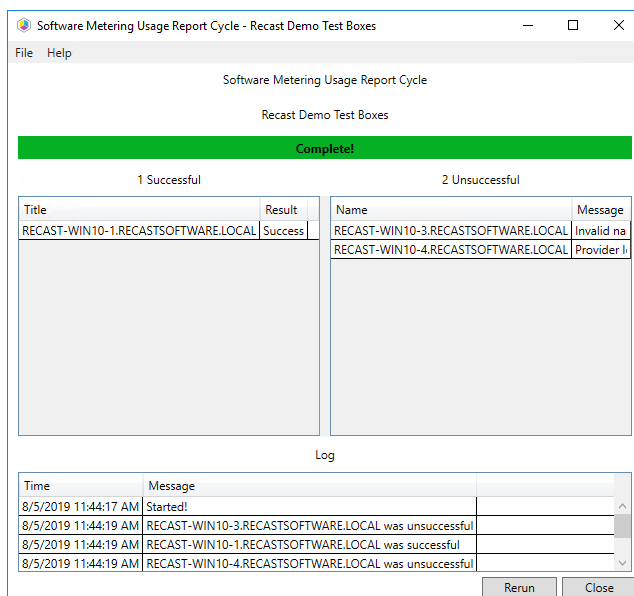 Software Metering Usage Report Cycle - Recast Demo Test Boxes
File Help
Software Metering Usage Report Cycle
Recast Demo Test Boxes
Complete!
1 Successful
2 Unsuccessful
Title Result
RECAST-WIN10-1.RECASTSOFTWARE.LOCAL Success
Name Message
RECAST-WIN10-3.RECASTSOFTWARE.LOCAL Invalid na
RECAST-WIN10-4.RECASTSOFTWARE.LOCAL Provider
Log
Time Message
8/5/2019 11:44:17 AM Started!
8/5/2019 11:44:19 AM RECAST-WIN10-3.RECASTSOFTWARE.LOCAL was unsuccessful
8/5/2019 11:44:19 AM RECAST-WIN10-1.RECASTSOFTWARE.LOCAL was successful
8/5/2019 11:44:19 AM RECAST-WIN10-4.RECASTSOFTWARE.LOCAL was unsuccessful
Rerun Close